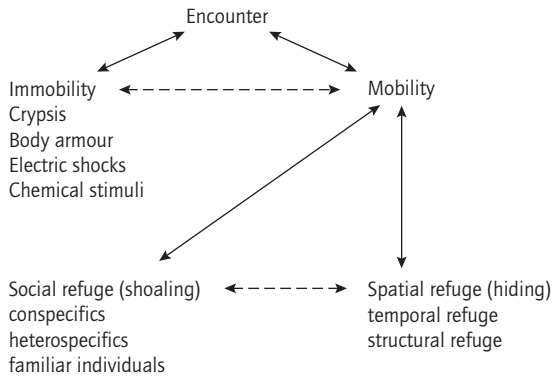 Encounter
Immobility
Crypsis
Body armour
Electric shocks
Chemical stimuli
Mobility
Social refuge (shoaling)
conspecifics
heterospecifics
familiar individuals
Spatial refuge (hiding)
temporal refuge
structural refuge